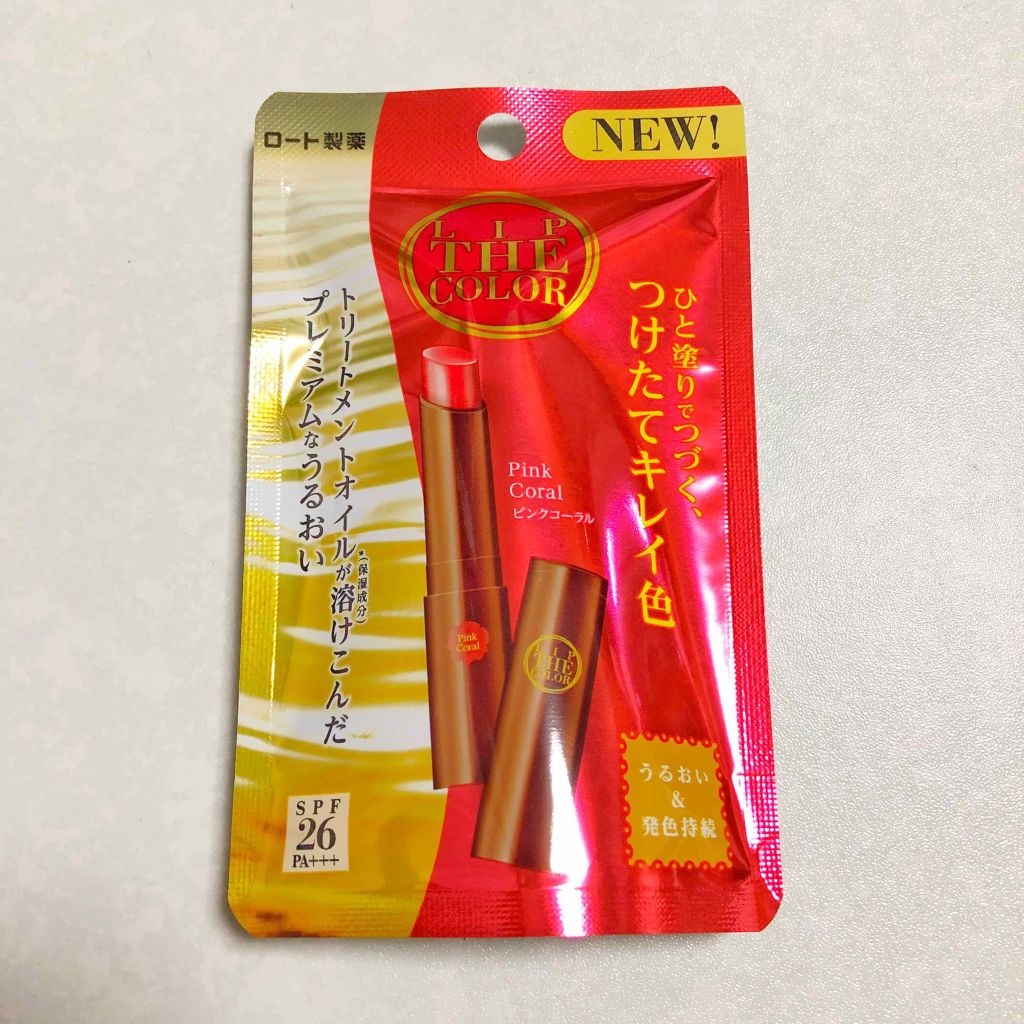 ロート製薬
NEW!
LIP
THE
COLOR
ひと塗りでつづく、
つけたてキレイ色
トリートメントオイルが溶けこんだ
*(保湿成分)
プレミアムなうるおい
Pink
Coral
ピンクコーラル
Pink
Coral
LIP
THE
COLOR
うるおい
&
発色持続
SPF
26
PA+++